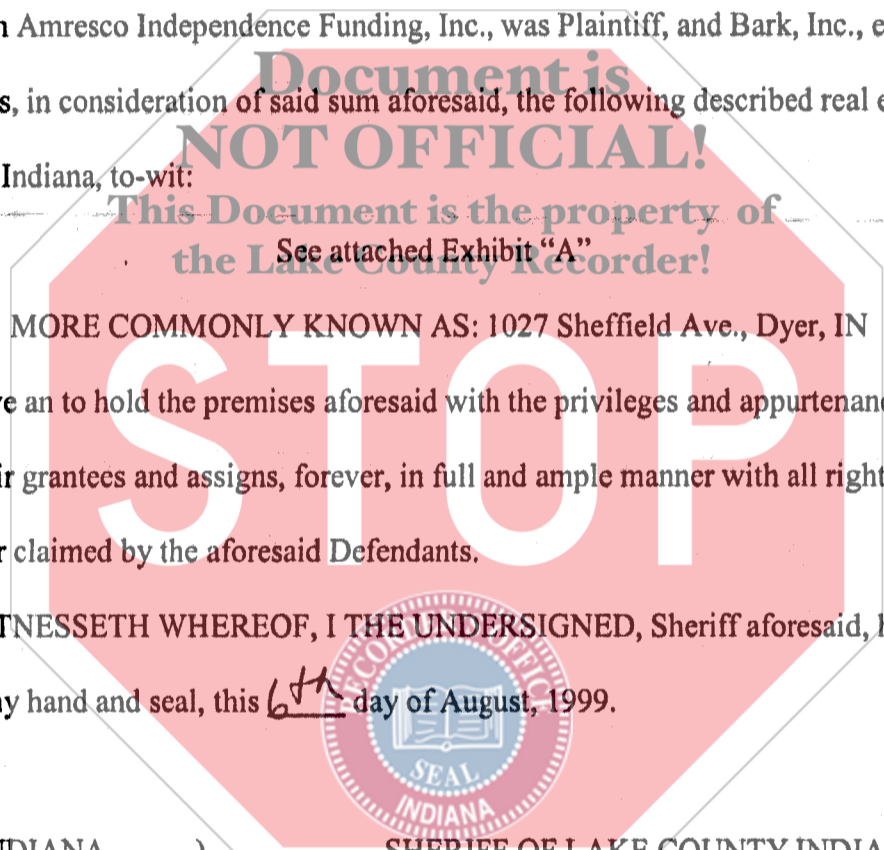 Amresco Independence Funding, Inc., was Plaintiff, and Bark, Inc., e
Document is
s, in consideration of said sum aforesaid, the following described real e
NOT OFFICIAL!
Indiana, to-wit:
This Document is the property of
See attached Exhibit “A”
the Lake County Recorder!
MORE COMMONLY KNOWN AS: 1027 Sheffield Ave., Dyer, IN
STOP
e an to hold the premises aforesaid with the privileges and appurtenanc
ir grantees and assigns, forever, in full and ample manner with all right
r claimed by the aforesaid Defendants.
TNESSETH WHEREOF, I THE UNDERSIGNED, Sheriff aforesaid, h
y hand and seal, this 6th day of August, 1999.
SEAL
INDIANA
NDIANA )
SHERIFF OF LAKE COUNTY INDIA